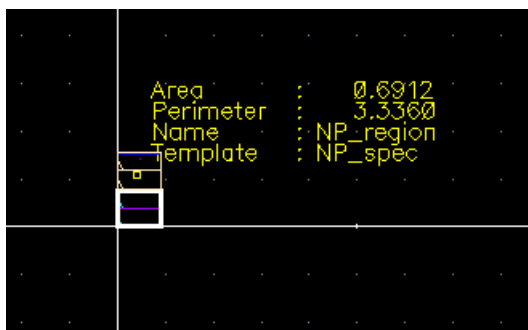 Area : 0.6912
Perimeter : 3.3360
Name : NP_region
Template : NP_spec